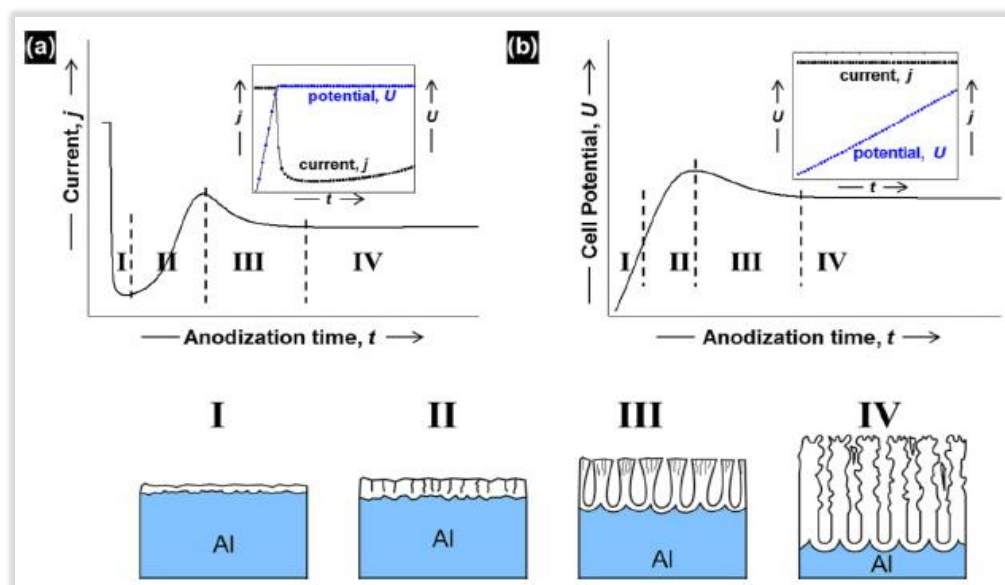 (a)
Current, j
potential, U
current, j
j
U
t
I II III IV
Anodization time, t
(b)
Cell Potential, U
current, j
potential, U
U
j
t
I II III IV
Anodization time, t
I II III IV
Al Al Al Al